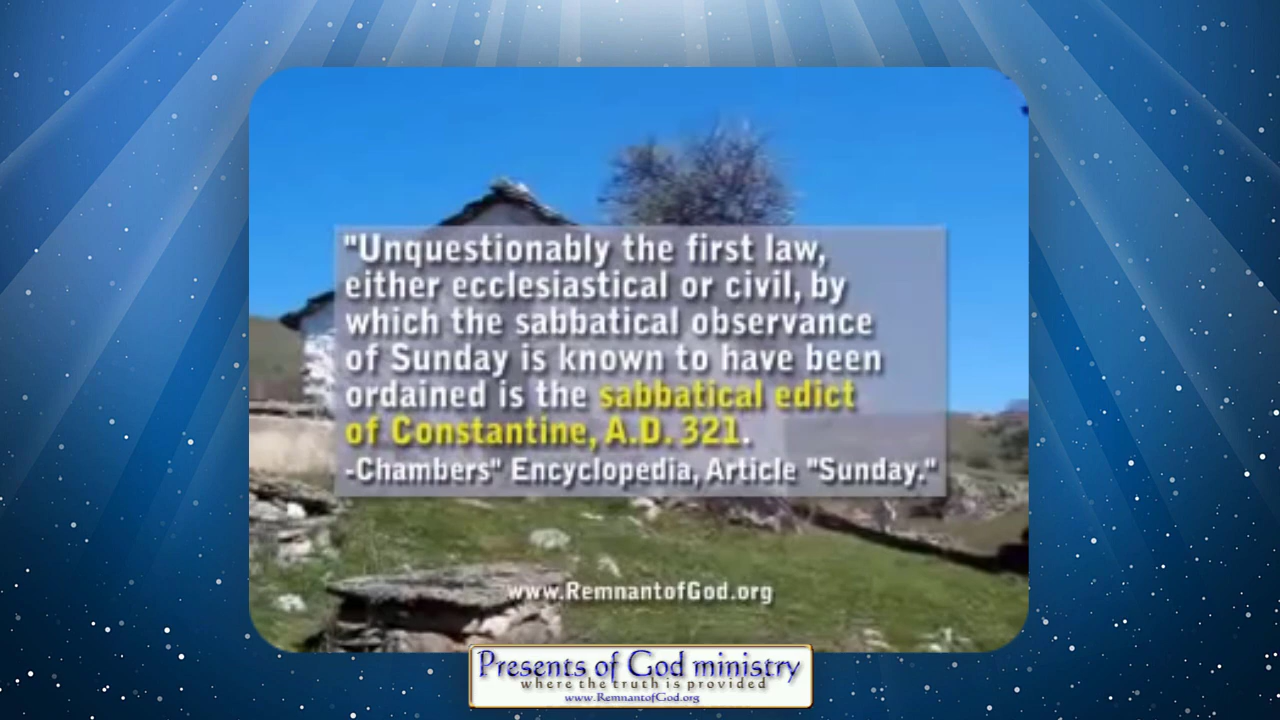 "Unquestionably the first law,
either ecclesiastical or civil, by
which the sabbatical observance
of Sunday is known to have been
ordained is the sabbatical edict
of Constantine, A.D. 321.
-Chambers" Encyclopedia, Article "Sunday."
www.RemnantofGod.org
Presents of God ministry
where the truth is provided
www.RemnantofGod.org